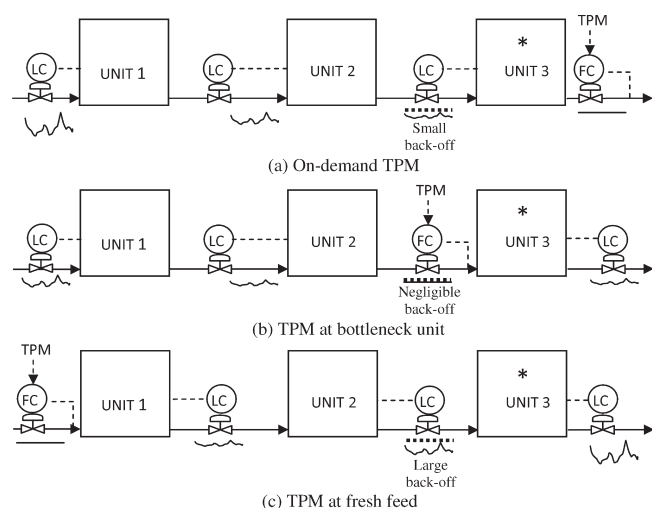 TPM
LC
LC
LC
*
FC
UNIT 1
UNIT 2
UNIT 3
Small
back-off
(a) On-demand TPM
TPM
*
LC
LC
FC
LC
UNIT 1
UNIT 2
UNIT 3
Negligible
back-off
(b) TPM at bottleneck unit
TPM
*
FC
LC
LC
LC
UNIT 1
UNIT 2
UNIT 3
Large
back-off
(c) TPM at fresh feed